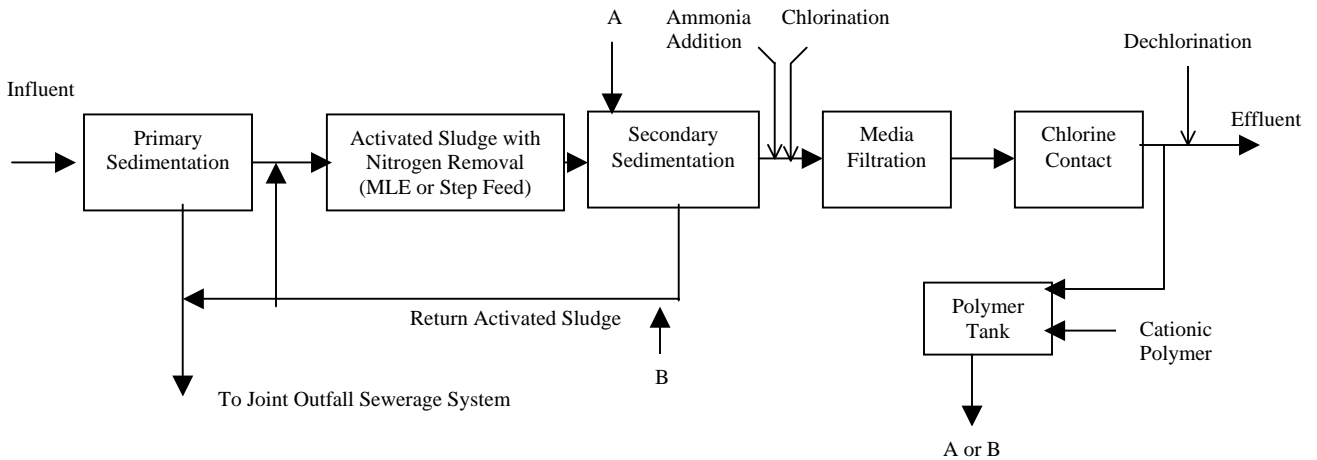 A
Ammonia
Addition
Chlorination
Dechlorination
Influent
Effluent
Primary
Sedimentation
Activated Sludge with
Nitrogen Removal
(MLE or Step Feed)
Secondary
Sedimentation
Media
Filtration
Chlorine
Contact
Return Activated Sludge
B
Polymer
Tank
Cationic
Polymer
To Joint Outfall Sewerage System
A or B